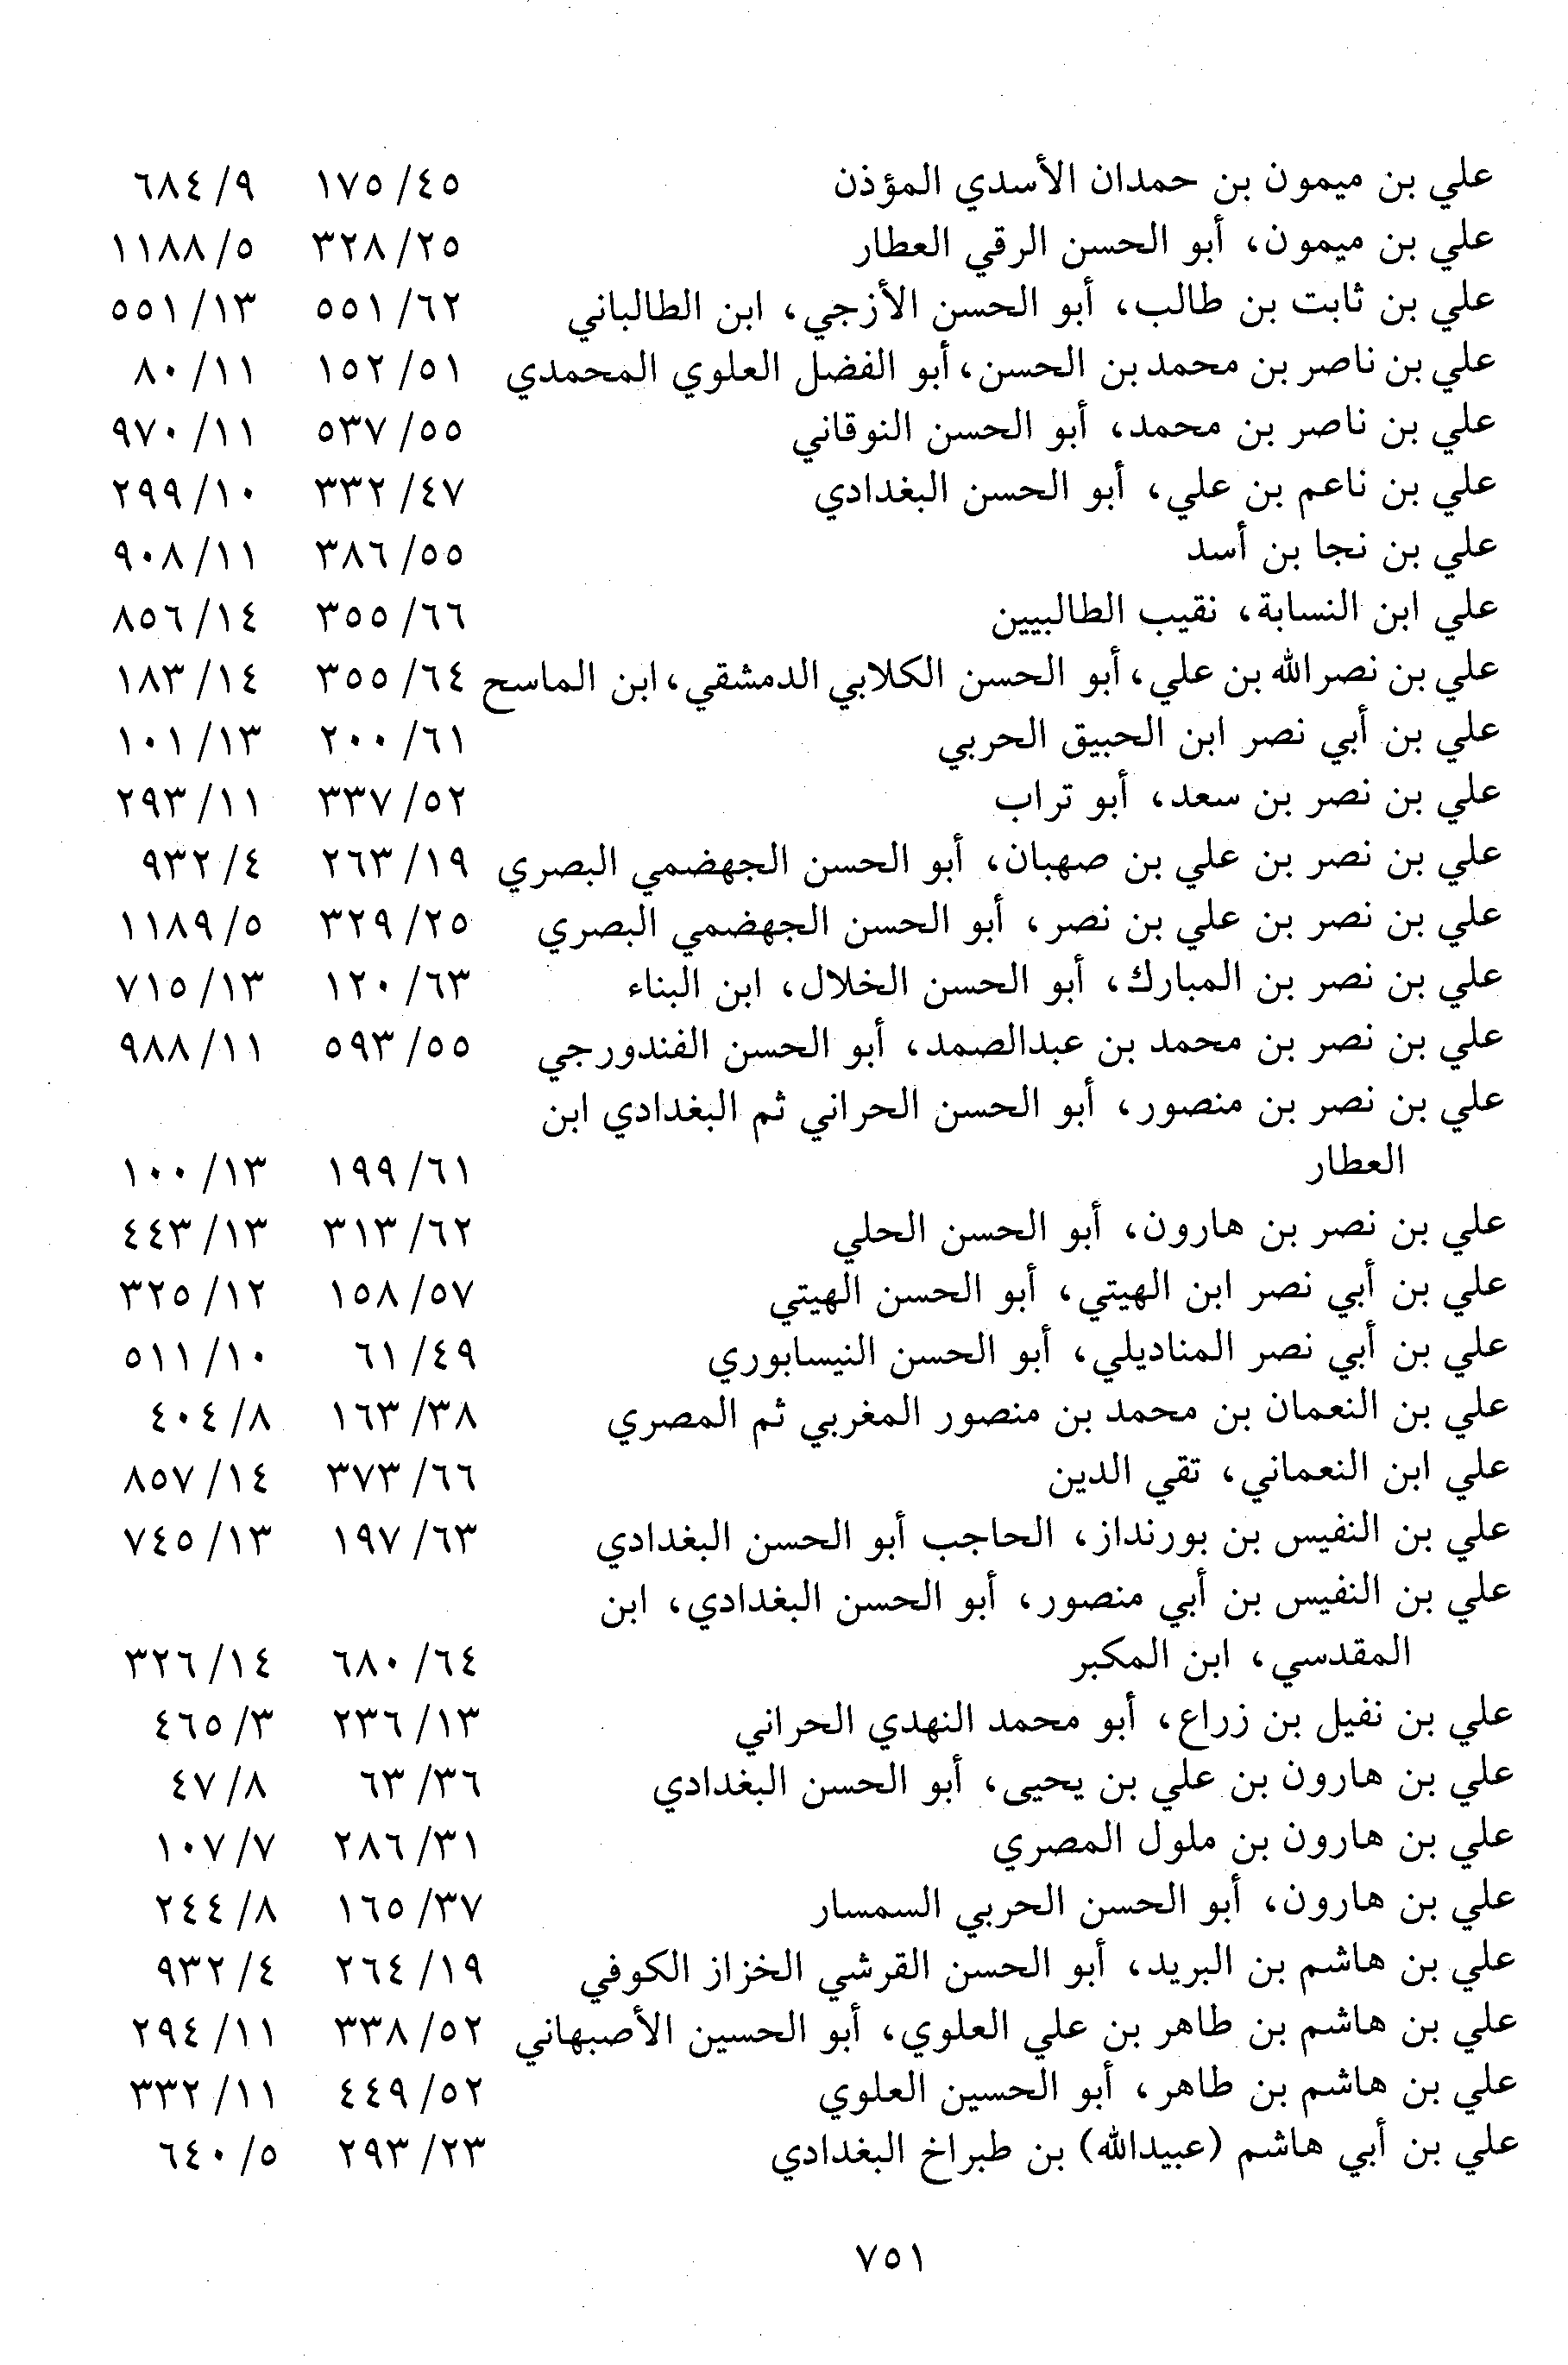 علي بن ميمون بن حمدان الأسدي المؤذن ٤٥/ ١٧٥ ٩/ ٦٨٤
علي بن ميمون، أبو الحسن الرقي العطار ٢٥/ ٣٢٨ ٥/ ١١٨٨
علي بن ثابت بن طالب، أبو الحسن الأزجي، ابن الطالباني ٦٢/ ٥٥١ ١٣/ ٥٥١
علي بن ناصر بن محمد بن الحسن، أبو الفضل العلوي المحمدي ٥١/ ١٥٢ ١١/ ٨٠
علي بن ناصر بن محمد، أبو الحسن النوقاني ٥٥/ ٥٣٧ ١١/ ٩٧٠
علي بن ناعم بن علي، أبو الحسن البغدادي ٤٧/ ٣٣٢ ١٠/ ٢٩٩
علي بن نجا بن أسد ٥٥/ ٣٨٦ ١١/ ٩٠٨
علي ابن النسابة، نقيب الطالبيين ٦٦/ ٣٥٥ ١٤/ ٨٥٦
علي بن نصرالله بن علي، أبو الحسن الكلابي الدمشقي، ابن الماسح ٦٤/ ٣٥٥ ١٤/ ١٨٣
علي بن أبي نصر ابن الحبيق الحربي ٦١/ ٢٠٠ ١٣/ ١٠١
علي بن نصر بن سعد، أبو تراب ٥٢/ ٣٣٧ ١١/ ٢٩٣
علي بن نصر بن علي بن صهبان، أبو الحسن الجهضمي البصري ١٩/ ٢٦٣ ٤/ ٩٣٢
علي بن نصر بن علي بن نصر، أبو الحسن الجهضمي البصري ٢٥/ ٣٢٩ ٥/ ١١٨٩
علي بن نصر بن المبارك، أبو الحسن الخلال، ابن البناء ٦٣/ ١٢٠ ١٣/ ٧١٥
علي بن نصر بن محمد بن عبدالصمد، أبو الحسن الفندورجي ٥٥/ ٥٩٣ ١١/ ٩٨٨
علي بن نصر بن منصور، أبو الحسن الحراني ثم البغدادي ابن
العطار ٦١/ ١٩٩ ١٣/ ١٠٠
علي بن نصر بن هارون، أبو الحسن الحلي ٦٢/ ٣١٣ ١٣/ ٤٤٣
علي بن أبي نصر ابن الهيتي، أبو الحسن الهيتي ٥٧/ ١٥٨ ١٢/ ٣٢٥
علي بن أبي نصر المناديلي، أبو الحسن النيسابوري ٤٩/ ٦١ ١٠/ ٥١١
علي بن النعمان بن محمد بن منصور المغربي ثم المصري ٣٨/ ١٦٣ ٨/ ٤٠٤
علي ابن النعماني، تقي الدين ٦٦/ ٣٧٣ ١٤/ ٨٥٧
علي بن النفيس بن بورنداز، الحاجب أبو الحسن البغدادي ٦٣/ ١٩٧ ١٣/ ٧٤٥
علي بن النفيس بن أبي منصور، أبو الحسن البغدادي، ابن
المقدسي، ابن المكبر ٦٤/ ٦٨٠ ١٤/ ٣٢٦
علي بن نفيل بن زراع، أبو محمد النهدي الحراني ١٣/ ٢٣٦ ٣/ ٤٦٥
علي بن هارون بن علي بن يحيى، أبو الحسن البغدادي ٣٦/ ٦٣ ٨/ ٤٧
علي بن هارون بن ملول المصري ٣١/ ٢٨٦ ٧/ ١٠٧
علي بن هارون، أبو الحسن الحربي السمسار ٣٧/ ١٦٥ ٨/ ٢٤٤
علي بن هاشم بن البريد، أبو الحسن القرشي الخزاز الكوفي ١٩/ ٢٦٤ ٤/ ٩٣٢
علي بن هاشم بن طاهر بن علي العلوي، أبو الحسين الأصبهاني ٥٢/ ٣٣٨ ١١/ ٢٩٤
علي بن هاشم بن طاهر، أبو الحسين العلوي ٥٢/ ٤٤٩ ١١/ ٣٣٢
علي بن أبي هاشم (عبيدالله) بن طبراخ البغدادي ٢٣/ ٢٩٣ ٥/ ٦٤٠
٧٥١